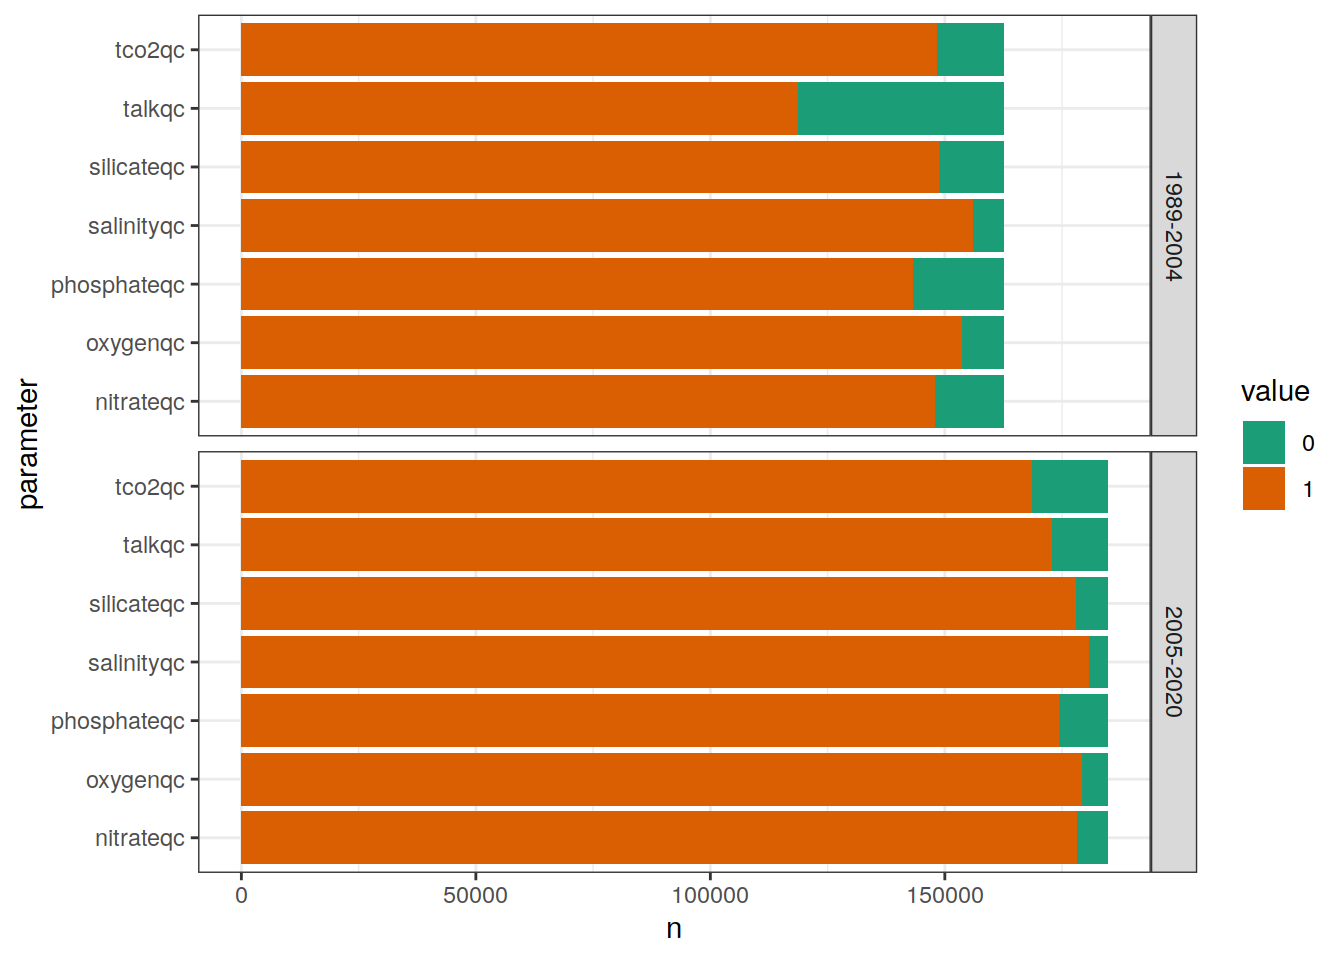 tco2qc
talkqc
silicateqc
salinityqc
phosphateqc
oxygenqc
nitrateqc
1989-2004
tco2qc
talkqc
silicateqc
salinityqc
phosphateqc
oxygenqc
nitrateqc
2005-2020
0
50000
100000
150000
n
parameter
value
0
1